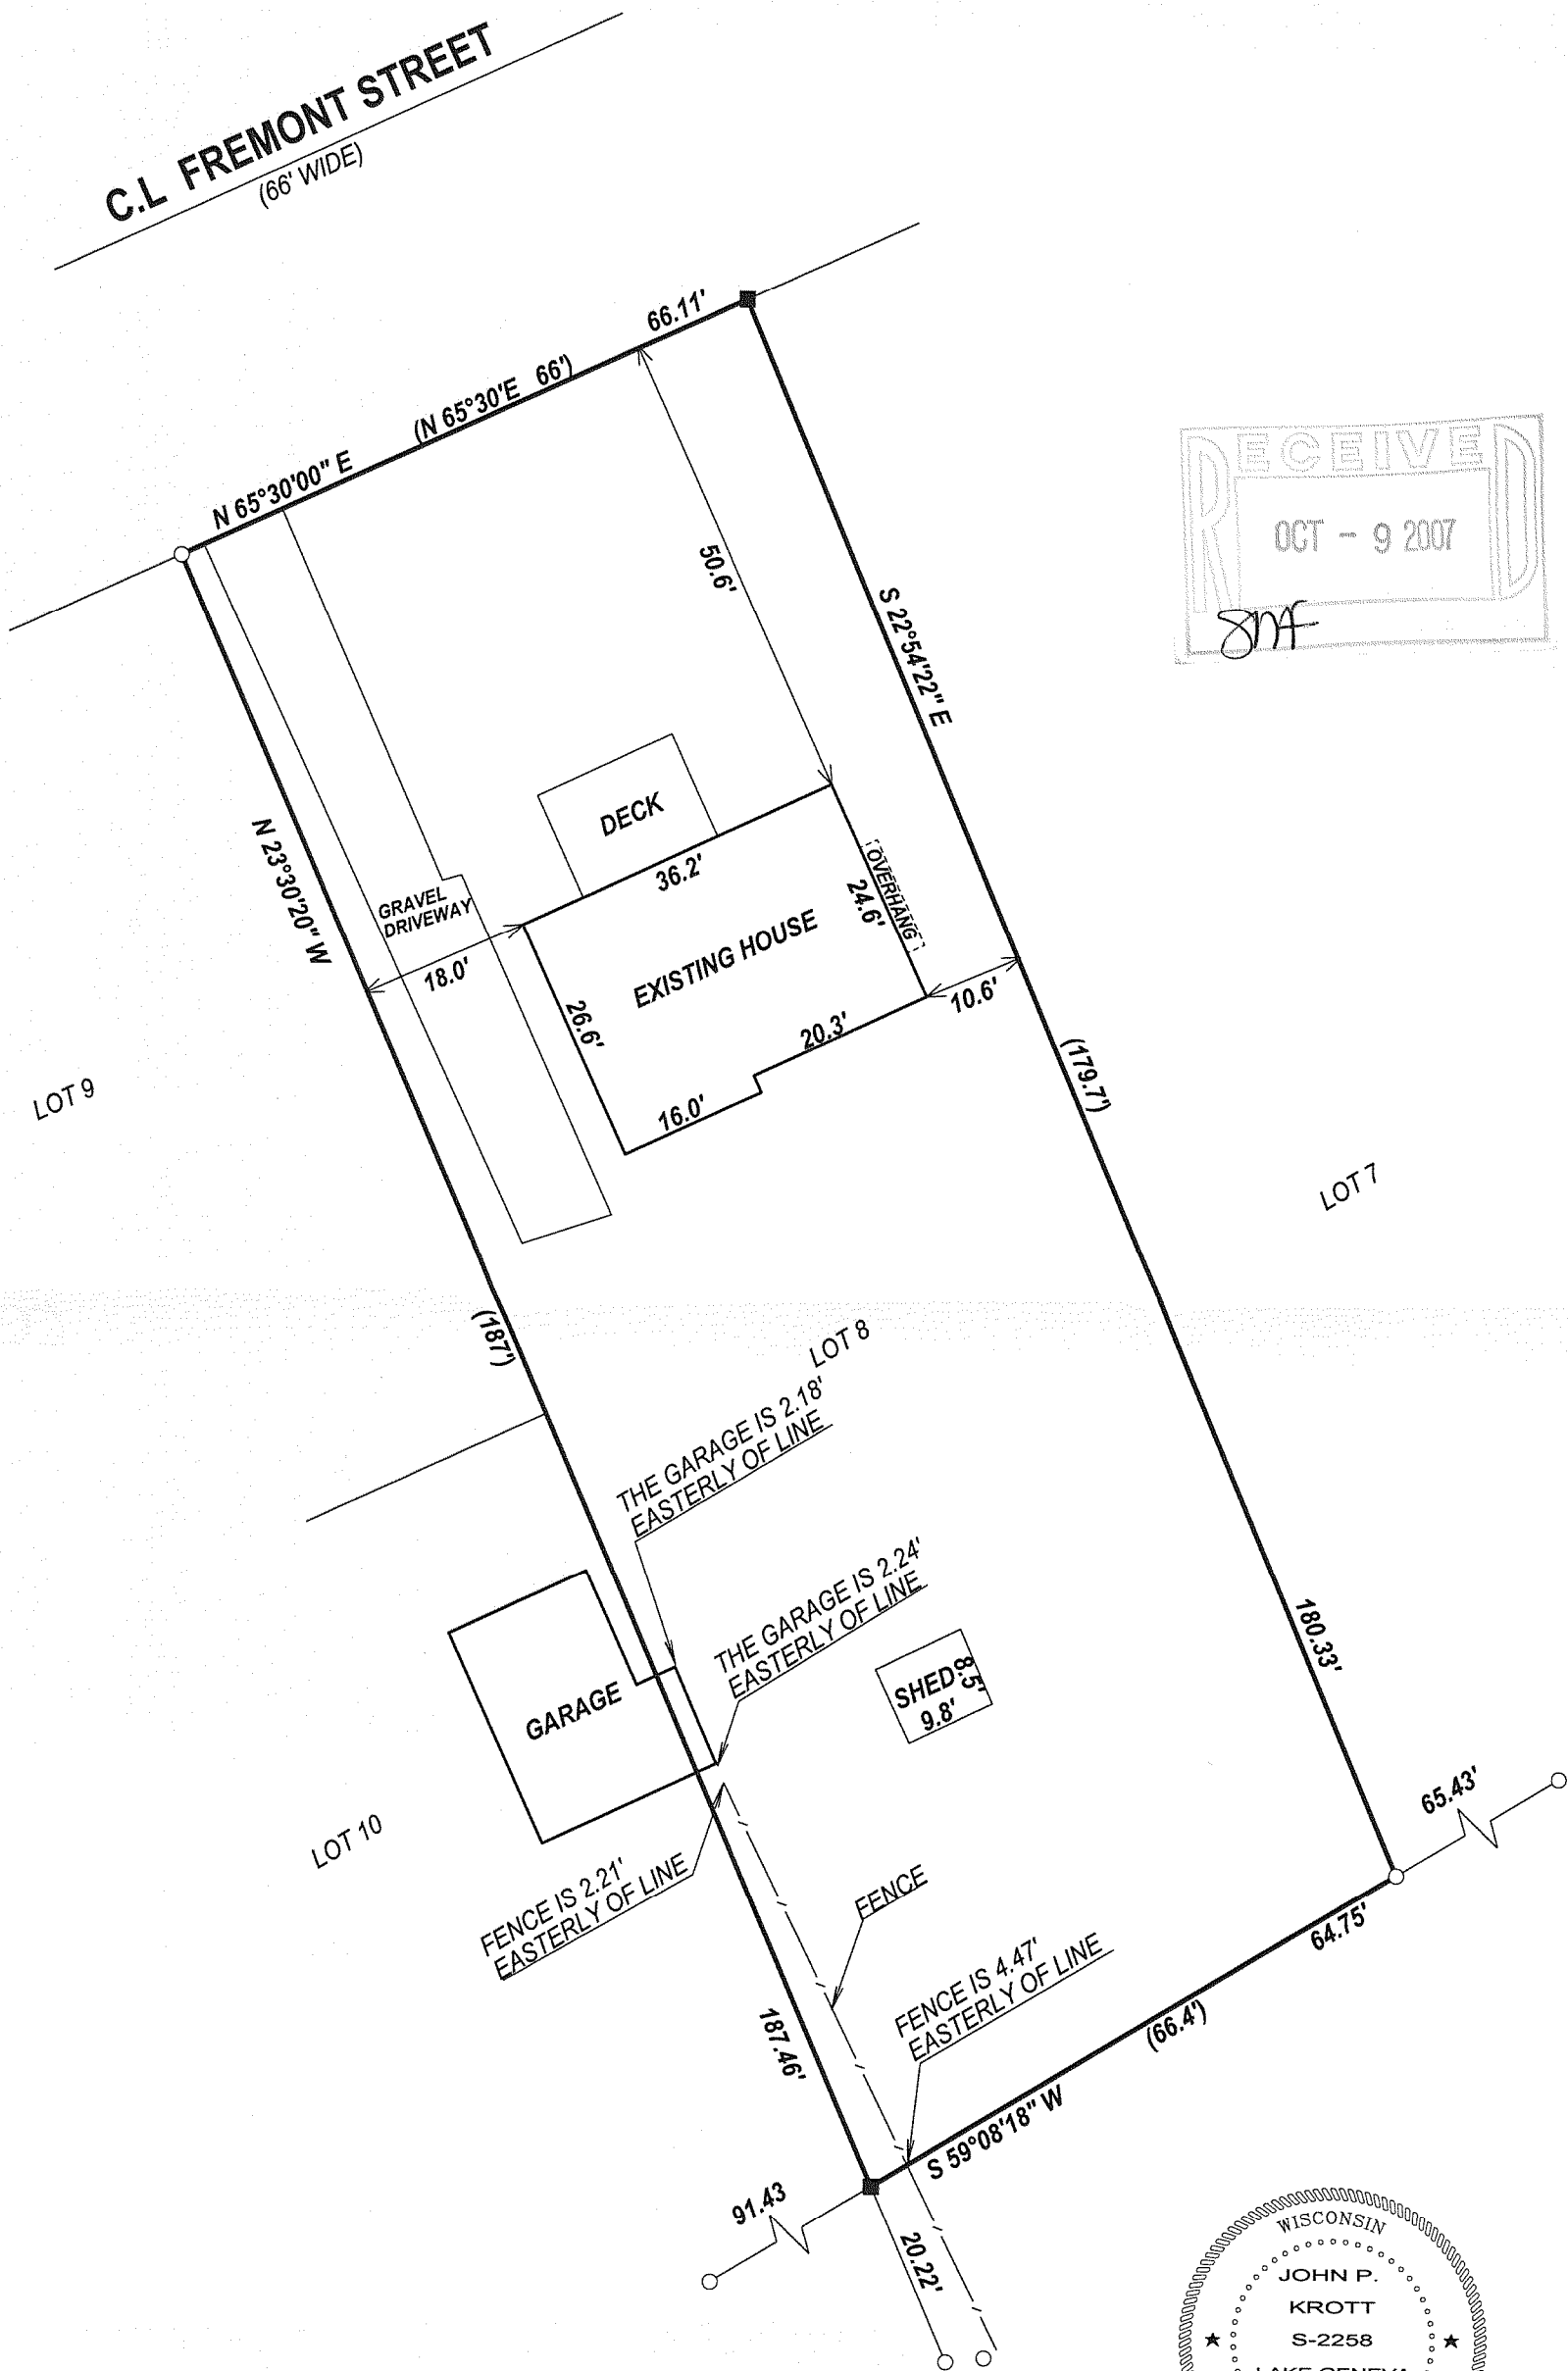 C.L FREMONT STREET
(66' WIDE)
66.11'
(N 65°30'E 66')
N 65°30'00" E
RECEIVED
OCT - 9 2007
50.6'
S 22°54'22" E
DECK
36.2'
OVERHANG
24.6'
N 23°30'20" W
GRAVEL
DRIVEWAY
18.0'
EXISTING HOUSE
26.6'
20.3'
10.6'
16.0'
(179.7')
LOT 9
LOT 7
(187')
LOT 8
THE GARAGE IS 2.18'
EASTERLY OF LINE
THE GARAGE IS 2.24'
EASTERLY OF LINE
180.33'
SHED
8.5'
9.8'
GARAGE
65.43'
LOT 10
FENCE IS 2.21'
EASTERLY OF LINE
FENCE
64.75'
FENCE IS 4.47'
EASTERLY OF LINE
(66.4')
187.46'
S 59°08'18" W
91.43
20.22'
WISCONSIN
JOHN P.
KROTT
S-2258
LAKE GENEVA